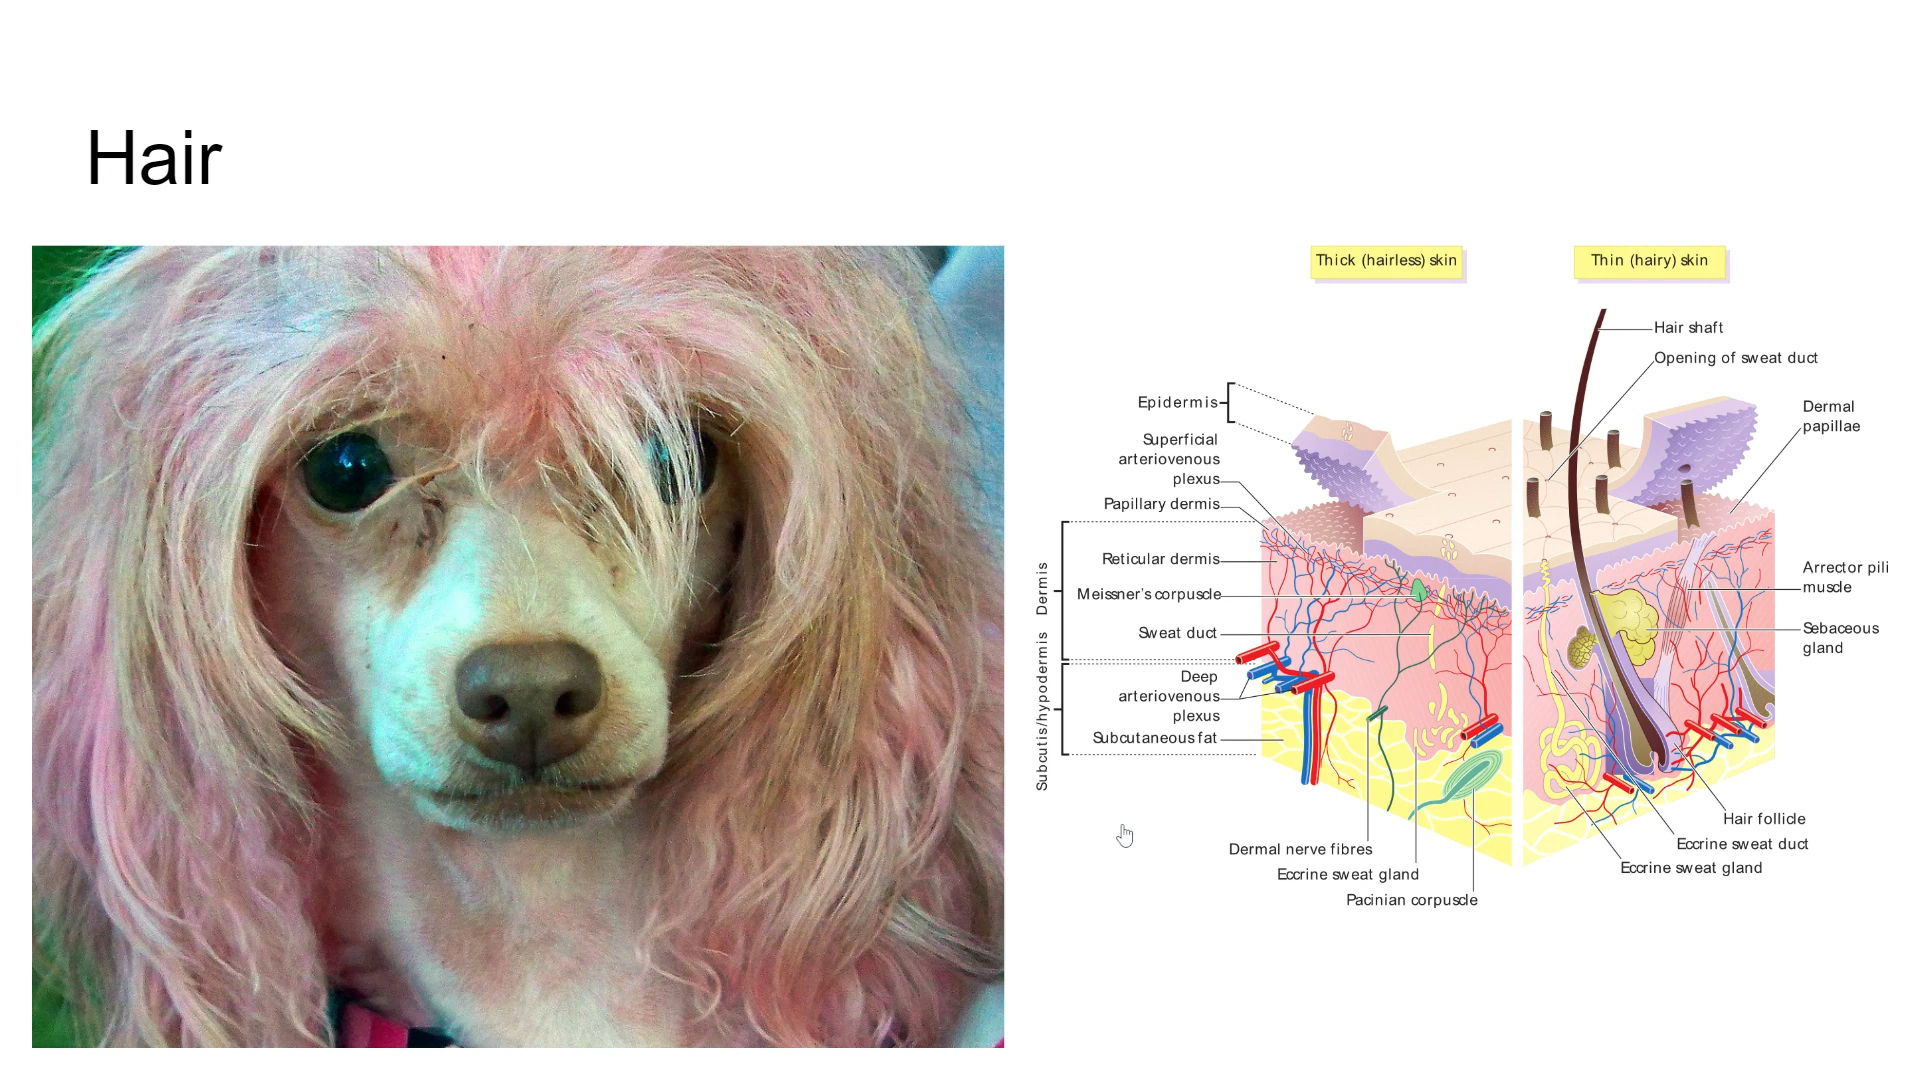 Hair
Thick (hairless) skin
Thin (hairy) skin
Hair shaft
Opening of sweat duct
Epidermis
Dermal
papillae
Superficial
arteriovenous
plexus
Papillary dermis
Reticular dermis
Meissner's corpuscle
Sweat duct
Deep
arteriovenous
plexus
Subcutaneous fat
Dermis
Subcutis/hypodermis
Arrector pili
muscle
Sebaceous
gland
Hair follicle
Eccrine sweat duct
Eccrine sweat gland
Dermal nerve fibres
Eccrine sweat gland
Pacinian corpuscle